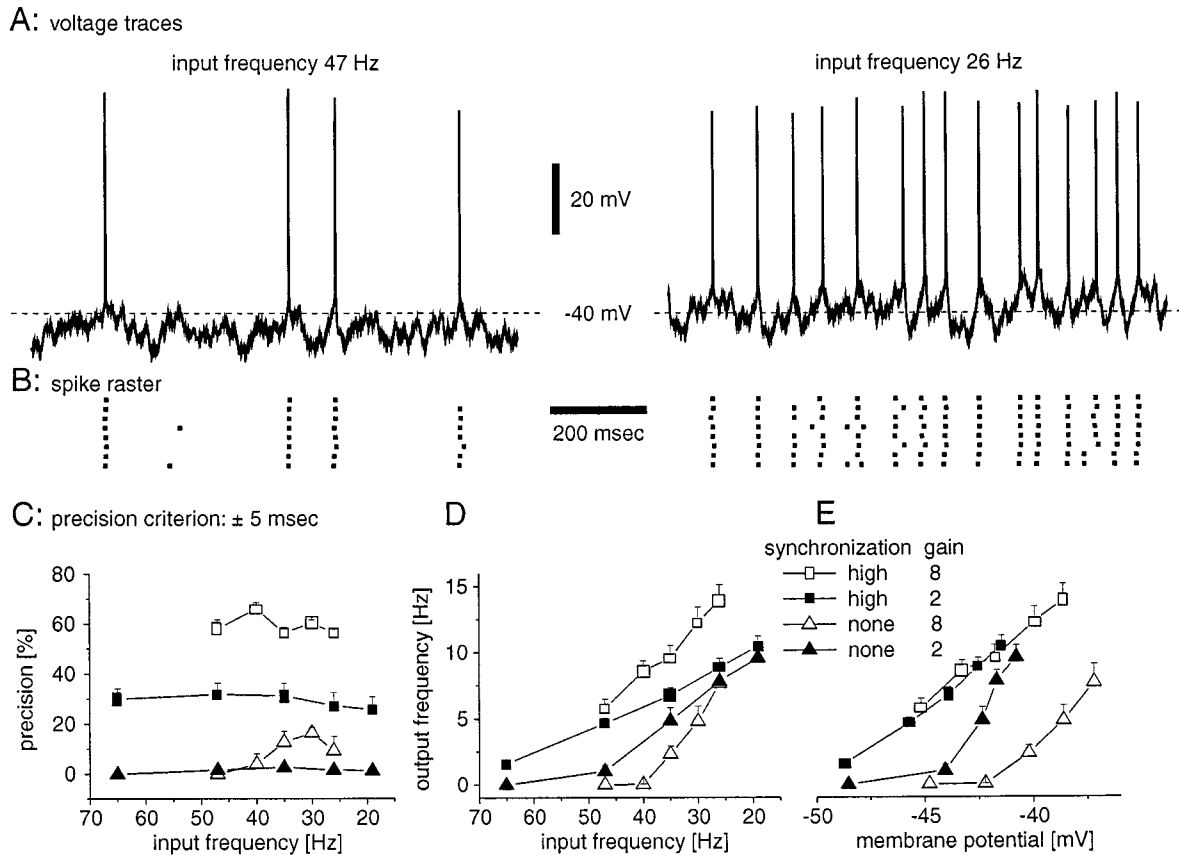 A: voltage traces
input frequency 47 Hz
input frequency 26 Hz
20 mV
-40 mV
B: spike raster
200 msec
C: precision criterion: ± 5 msec
precision [%]
80
60
40
20
0
70 60 50 40 30 20
input frequency [Hz]
D
output frequency [Hz]
15
10
5
0
70 60 50 40 30 20
input frequency [Hz]
E
synchronization gain
high 8
high 2
none 8
none 2
-50 -45 -40
membrane potential [mV]